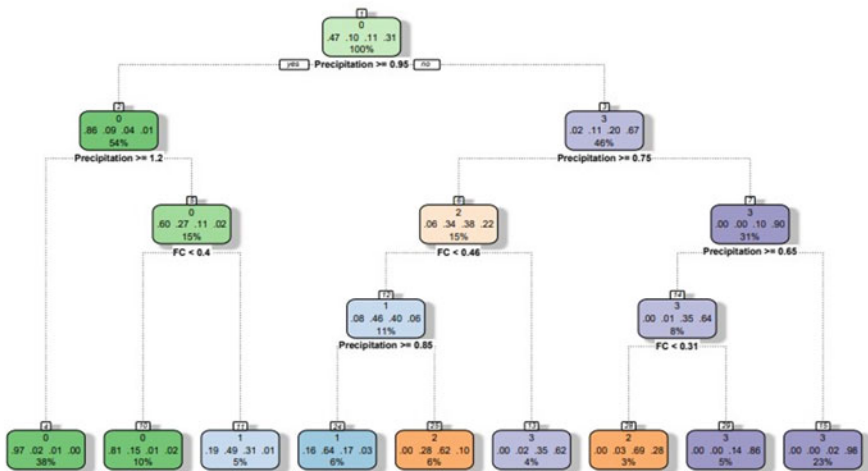 1
0
.47 .10 .11 .31
100%
yes Precipitation >= 0.95 no
2
0
.86 .09 .04 .01
54%
Precipitation >= 1.2
3
3
.02 .11 .20 .67
46%
Precipitation >= 0.75
5
0
.60 .27 .11 .02
15%
FC < 0.4
6
2
.06 .34 .38 .22
15%
FC < 0.46
7
3
.00 .00 .10 .90
31%
Precipitation >= 0.65
12
1
.08 .46 .40 .06
11%
Precipitation >= 0.85
14
3
.00 .01 .35 .64
8%
FC < 0.31
4
0
.97 .02 .01 .00
38%
10
0
.81 .15 .01 .02
10%
11
1
.19 .49 .31 .01
5%
24
1
.16 .64 .17 .03
6%
25
2
.00 .28 .62 .10
6%
13
3
.00 .02 .35 .62
4%
28
2
.00 .03 .69 .28
3%
29
3
.00 .00 .14 .86
5%
15
3
.00 .00 .02 .98
23%